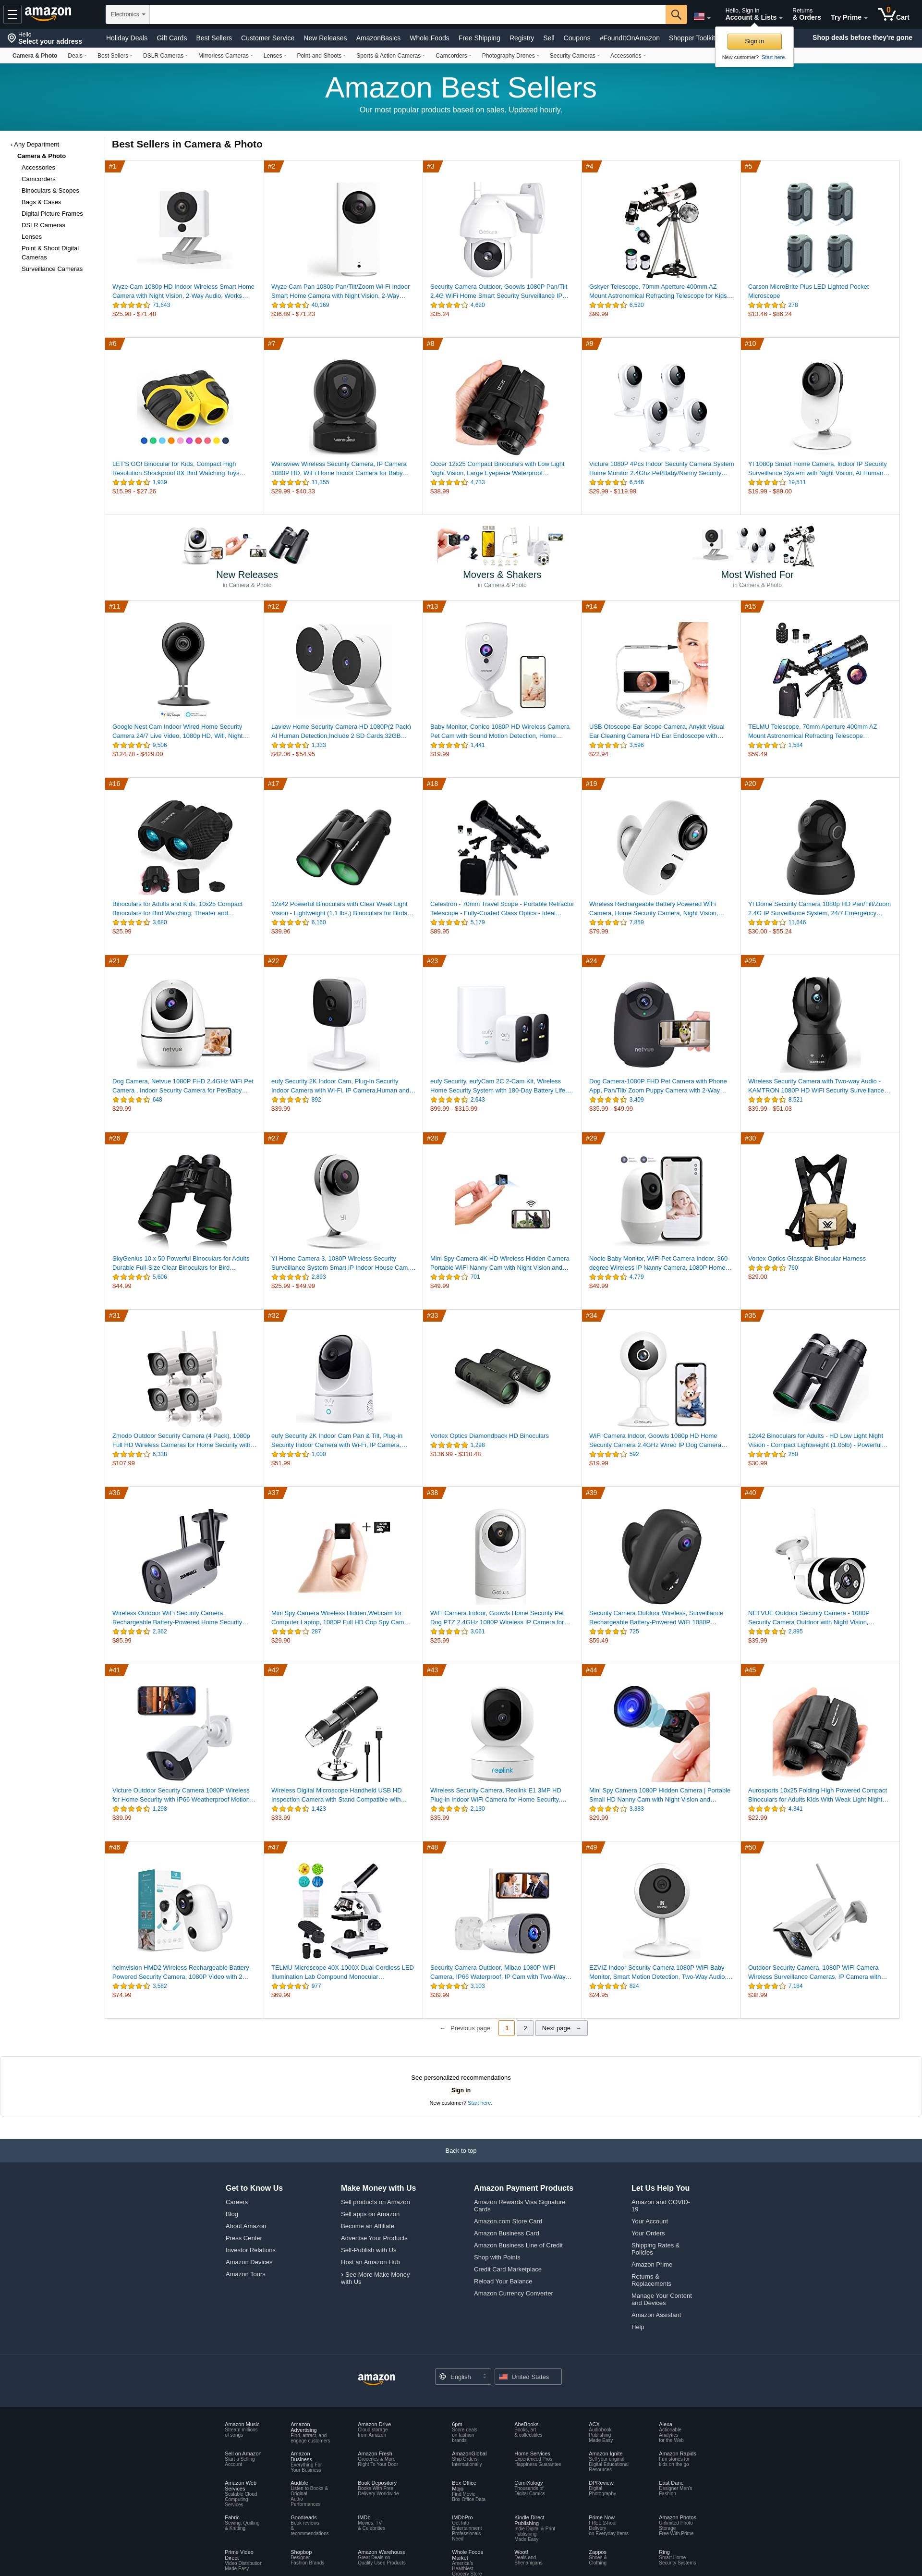 amazon
Electronics
Hello, Sign in
Account & Lists
Returns
& Orders
Try Prime
0
Cart
Hello
Select your address
Holiday Deals Gift Cards Best Sellers Customer Service New Releases AmazonBasics Whole Foods Free Shipping Registry Sell Coupons #FoundItOnAmazon Shopper Toolkit
Shop deals before they're gone
Sign in
New customer? Start here.
Camera & Photo Deals Best Sellers DSLR Cameras Mirrorless Cameras Lenses Point-and-Shoots Sports & Action Cameras Camcorders Photography Drones Security Cameras Accessories
Amazon Best Sellers
Our most popular products based on sales. Updated hourly.
‹ Any Department
Camera & Photo
Accessories
Camcorders
Binoculars & Scopes
Bags & Cases
Digital Picture Frames
DSLR Cameras
Lenses
Point & Shoot Digital
Cameras
Surveillance Cameras
Best Sellers in Camera & Photo
#1
Wyze Cam 1080p HD Indoor Wireless Smart Home
Camera with Night Vision, 2-Way Audio, Works…
71,643
$25.98 - $71.48
#2
Wyze Cam Pan 1080p Pan/Tilt/Zoom Wi-Fi Indoor
Smart Home Camera with Night Vision, 2-Way…
40,169
$36.89 - $71.23
#3
Security Camera Outdoor, Goowls 1080P Pan/Tilt
2.4G WiFi Home Smart Security Surveillance IP…
4,620
$35.24
#4
Gskyer Telescope, 70mm Aperture 400mm AZ
Mount Astronomical Refracting Telescope for Kids…
6,520
$99.99
#5
Carson MicroBrite Plus LED Lighted Pocket
Microscope
278
$13.46 - $86.24
#6
LET'S GO! Binocular for Kids, Compact High
Resolution Shockproof 8X Bird Watching Toys…
1,939
$15.99 - $27.26
#7
Wansview Wireless Security Camera, IP Camera
1080P HD, WiFi Home Indoor Camera for Baby…
11,355
$29.99 - $40.33
#8
Occer 12x25 Compact Binoculars with Low Light
Night Vision, Large Eyepiece Waterproof…
4,733
$38.99
#9
Victure 1080P 4Pcs Indoor Security Camera System
Home Monitor 2.4Ghz Pet/Baby/Nanny Security…
6,546
$29.99 - $119.99
#10
YI 1080p Smart Home Camera, Indoor IP Security
Surveillance System with Night Vision, AI Human…
19,511
$19.99 - $89.00
New Releases
in Camera & Photo
Movers & Shakers
in Camera & Photo
Most Wished For
in Camera & Photo
#11
Google Nest Cam Indoor Wired Home Security
Camera 24/7 Live Video, 1080p HD, Wifi, Night…
9,506
$124.78 - $429.00
#12
Laview Home Security Camera HD 1080P(2 Pack)
AI Human Detection,Include 2 SD Cards,32GB…
1,333
$42.06 - $54.95
#13
Baby Monitor, Conico 1080P HD Wireless Camera
Pet Cam with Sound Motion Detection, Home…
1,441
$19.99
#14
USB Otoscope-Ear Scope Camera, Anykit Visual
Ear Cleaning Camera HD Ear Endoscope with…
3,596
$22.94
#15
TELMU Telescope, 70mm Aperture 400mm AZ
Mount Astronomical Refracting Telescope…
1,584
$59.49
#16
Binoculars for Adults and Kids, 10x25 Compact
Binoculars for Bird Watching, Theater and…
3,680
$25.99
#17
12x42 Powerful Binoculars with Clear Weak Light
Vision - Lightweight (1.1 lbs.) Binoculars for Birds…
6,160
$39.96
#18
Celestron - 70mm Travel Scope - Portable Refractor
Telescope - Fully-Coated Glass Optics - Ideal…
5,179
$89.95
#19
Wireless Rechargeable Battery Powered WiFi
Camera, Home Security Camera, Night Vision,…
7,859
$79.99
#20
YI Dome Security Camera 1080p HD Pan/Tilt/Zoom
2.4G IP Surveillance System, 24/7 Emergency…
11,646
$30.00 - $55.24
#21
Dog Camera, Netvue 1080P FHD 2.4GHz WiFi Pet
Camera , Indoor Security Camera for Pet/Baby…
648
$29.99
#22
eufy Security 2K Indoor Cam, Plug-in Security
Indoor Camera with Wi-Fi, IP Camera,Human and…
892
$39.99
#23
eufy Security, eufyCam 2C 2-Cam Kit, Wireless
Home Security System with 180-Day Battery Life,…
2,643
$99.99 - $315.99
#24
Dog Camera-1080P FHD Pet Camera with Phone
App, Pan/Tilt/ Zoom Puppy Camera with 2-Way…
3,409
$35.99 - $49.99
#25
Wireless Security Camera with Two-way Audio -
KAMTRON 1080P HD WiFi Security Surveillance…
8,521
$39.99 - $51.03
#26
SkyGenius 10 x 50 Powerful Binoculars for Adults
Durable Full-Size Clear Binoculars for Bird…
5,606
$44.99
#27
YI Home Camera 3, 1080P Wireless Security
Surveillance System Smart IP Indoor House Cam,…
2,893
$25.99 - $49.99
#28
Mini Spy Camera 4K HD Wireless Hidden Camera
Portable WiFi Nanny Cam with Night Vision and…
701
$49.99
#29
Nooie Baby Monitor, WiFi Pet Camera Indoor, 360-
degree Wireless IP Nanny Camera, 1080P Home…
4,779
$49.99
#30
Vortex Optics Glasspak Binocular Harness
760
$29.00
#31
Zmodo Outdoor Security Camera (4 Pack), 1080p
Full HD Wireless Cameras for Home Security with…
6,338
$107.99
#32
eufy Security 2K Indoor Cam Pan & Tilt, Plug-in
Security Indoor Camera with Wi-Fi, IP Camera,…
1,000
$51.99
#33
Vortex Optics Diamondback HD Binoculars
1,298
$136.99 - $310.48
#34
WiFi Camera Indoor, Goowls 1080p HD Home
Security Camera 2.4GHz Wired IP Dog Camera…
592
$19.99
#35
12x42 Binoculars for Adults - HD Low Light Night
Vision - Compact Lightweight (1.05lb) - Powerful…
250
$30.99
#36
Wireless Outdoor WiFi Security Camera,
Rechargeable Battery-Powered Home Security…
2,362
$85.99
#37
Mini Spy Camera Wireless Hidden,Webcam for
Computer Laptop, 1080P Full HD Cop Spy Cam…
287
$29.90
#38
WiFi Camera Indoor, Goowls Home Security Pet
Dog PTZ 2.4GHz 1080P Wireless IP Camera for…
3,061
$25.99
#39
Security Camera Outdoor Wireless, Surveillance
Rechargeable Battery-Powered WiFi 1080P…
725
$59.49
#40
NETVUE Outdoor Security Camera - 1080P
Security Camera Outdoor with Night Vision,…
2,895
$39.99
#41
Victure Outdoor Security Camera 1080P Wireless
for Home Security with IP66 Weatherproof Motion…
1,298
$39.99
#42
Wireless Digital Microscope Handheld USB HD
Inspection Camera with Stand Compatible with…
1,423
$33.99
#43
reolink
Wireless Security Camera, Reolink E1 3MP HD
Plug-in Indoor WiFi Camera for Home Security,…
2,130
$35.99
#44
Mini Spy Camera 1080P Hidden Camera | Portable
Small HD Nanny Cam with Night Vision and…
3,383
$29.99
#45
Aurosports 10x25 Folding High Powered Compact
Binoculars for Adults Kids With Weak Light Night…
4,341
$22.99
#46
heimvision HMD2 Wireless Rechargeable Battery-
Powered Security Camera, 1080P Video with 2…
3,582
$74.99
#47
TELMU Microscope 40X-1000X Dual Cordless LED
Illumination Lab Compound Monocular…
977
$69.99
#48
Security Camera Outdoor, Mibao 1080P WiFi
Camera, IP66 Waterproof, IP Cam with Two-Way…
3,103
$39.99
#49
EZVIZ Indoor Security Camera 1080P WiFi Baby
Monitor, Smart Motion Detection, Two-Way Audio,…
824
$24.95
#50
Outdoor Security Camera, 1080P WiFi Camera
Wireless Surveillance Cameras, IP Camera with…
7,184
$38.99
← Previous page 1 2 Next page →
See personalized recommendations
Sign in
New customer? Start here.
Back to top
Get to Know Us
Careers
Blog
About Amazon
Press Center
Investor Relations
Amazon Devices
Amazon Tours
Make Money with Us
Sell products on Amazon
Sell apps on Amazon
Become an Affiliate
Advertise Your Products
Self-Publish with Us
Host an Amazon Hub
› See More Make Money
with Us
Amazon Payment Products
Amazon Rewards Visa Signature
Cards
Amazon.com Store Card
Amazon Business Card
Amazon Business Line of Credit
Shop with Points
Credit Card Marketplace
Reload Your Balance
Amazon Currency Converter
Let Us Help You
Amazon and COVID-
19
Your Account
Your Orders
Shipping Rates &
Policies
Amazon Prime
Returns &
Replacements
Manage Your Content
and Devices
Amazon Assistant
Help
amazon
English
United States
Amazon Music
Stream millions
of songs
Amazon
Advertising
Find, attract, and
engage customers
Amazon Drive
Cloud storage
from Amazon
6pm
Score deals
on fashion
brands
AbeBooks
Books, art
& collectibles
ACX
Audiobook
Publishing
Made Easy
Alexa
Actionable
Analytics
for the Web
Sell on Amazon
Start a Selling
Account
Amazon
Business
Everything For
Your Business
Amazon Fresh
Groceries & More
Right To Your Door
AmazonGlobal
Ship Orders
Internationally
Home Services
Experienced Pros
Happiness Guarantee
Amazon Ignite
Sell your original
Digital Educational
Resources
Amazon Rapids
Fun stories for
kids on the go
Amazon Web
Services
Scalable Cloud
Computing
Services
Audible
Listen to Books &
Original
Audio
Performances
Book Depository
Books With Free
Delivery Worldwide
Box Office
Mojo
Find Movie
Box Office Data
ComiXology
Thousands of
Digital Comics
DPReview
Digital
Photography
East Dane
Designer Men's
Fashion
Fabric
Sewing, Quilting
& Knitting
Goodreads
Book reviews
&
recommendations
IMDb
Movies, TV
& Celebrities
IMDbPro
Get Info
Entertainment
Professionals
Need
Kindle Direct
Publishing
Indie Digital & Print
Publishing
Made Easy
Prime Now
FREE 2-hour
Delivery
on Everyday Items
Amazon Photos
Unlimited Photo
Storage
Free With Prime
Prime Video
Direct
Video Distribution
Made Easy
Shopbop
Designer
Fashion Brands
Amazon Warehouse
Great Deals on
Quality Used Products
Whole Foods
Market
America's
Healthiest
Grocery Store
Woot!
Deals and
Shenanigans
Zappos
Shoes &
Clothing
Ring
Smart Home
Security Systems